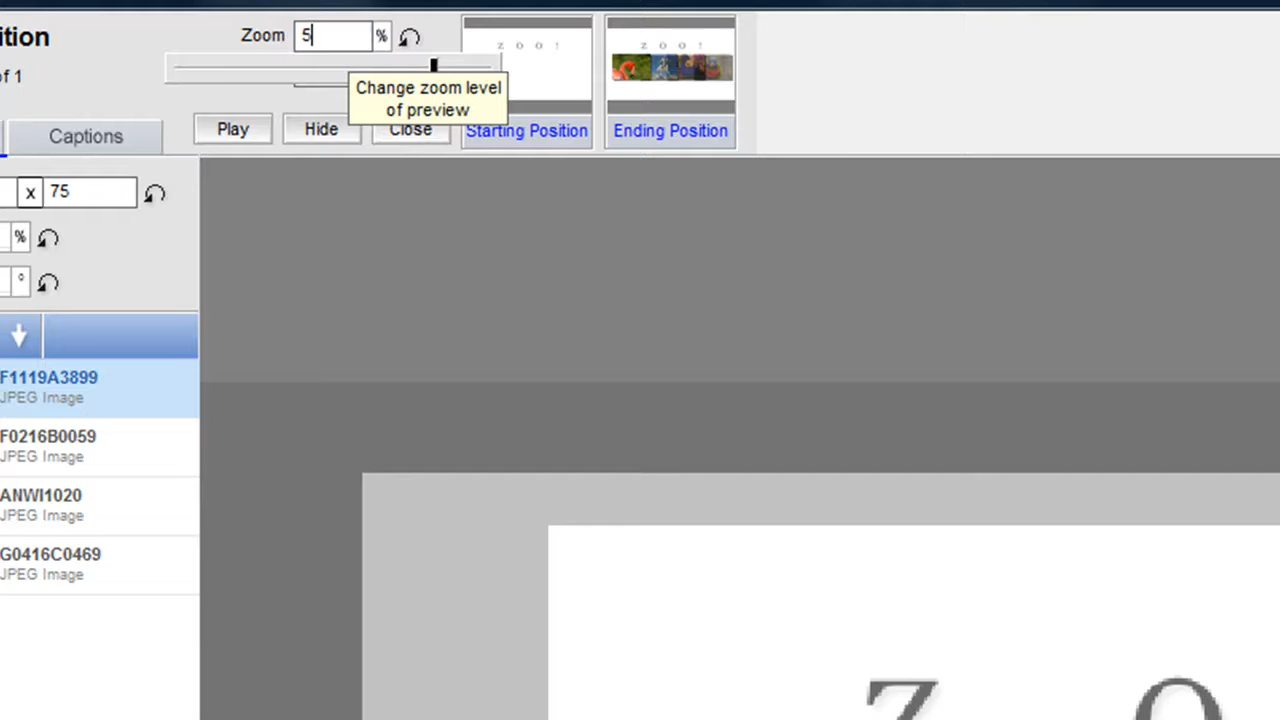 ition
Zoom 5 %
of 1
Z O O !
Z O O !
Change zoom level
of preview
Captions
Play
Hide
Close
Starting Position
Ending Position
x 75
%
°
F1119A3899
JPEG Image
F0216B0059
JPEG Image
ANWI1020
JPEG Image
G0416C0469
JPEG Image
Z O